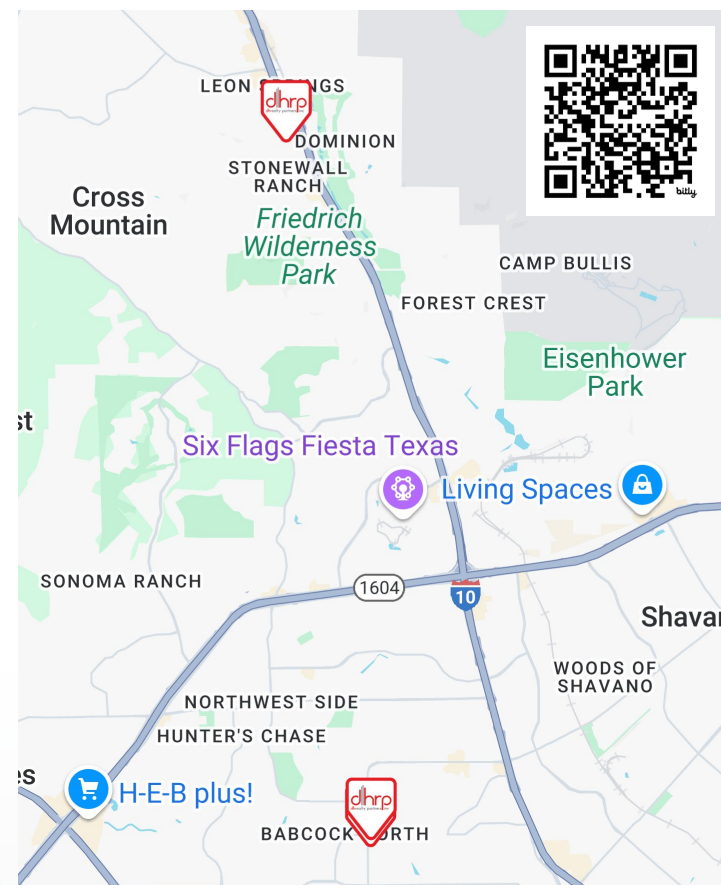 LEON SPRINGS
dhrp
DOMINION
STONEWALL
RANCH
Cross
Mountain
Friedrich
Wilderness
Park
bitly
CAMP BULLIS
FOREST CREST
Eisenhower
Park
st
Six Flags Fiesta Texas
Living Spaces
SONOMA RANCH
1604
10
Shavan
WOODS OF
SHAVANO
NORTHWEST SIDE
HUNTER'S CHASE
es
H-E-B plus!
dhrp
BABCOCK NORTH